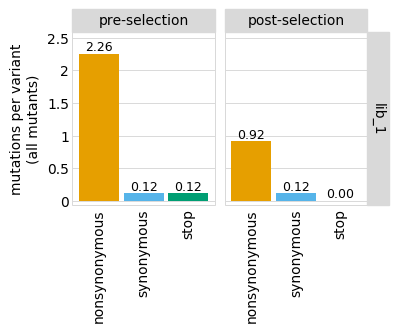 pre-selection
post-selection
mutations per variant
(all mutants)
2.5
2
1.5
1
0.5
0
2.26
0.12
0.12
0.92
0.12
0.00
lib_1
nonsynonymous
synonymous
stop
nonsynonymous
synonymous
stop